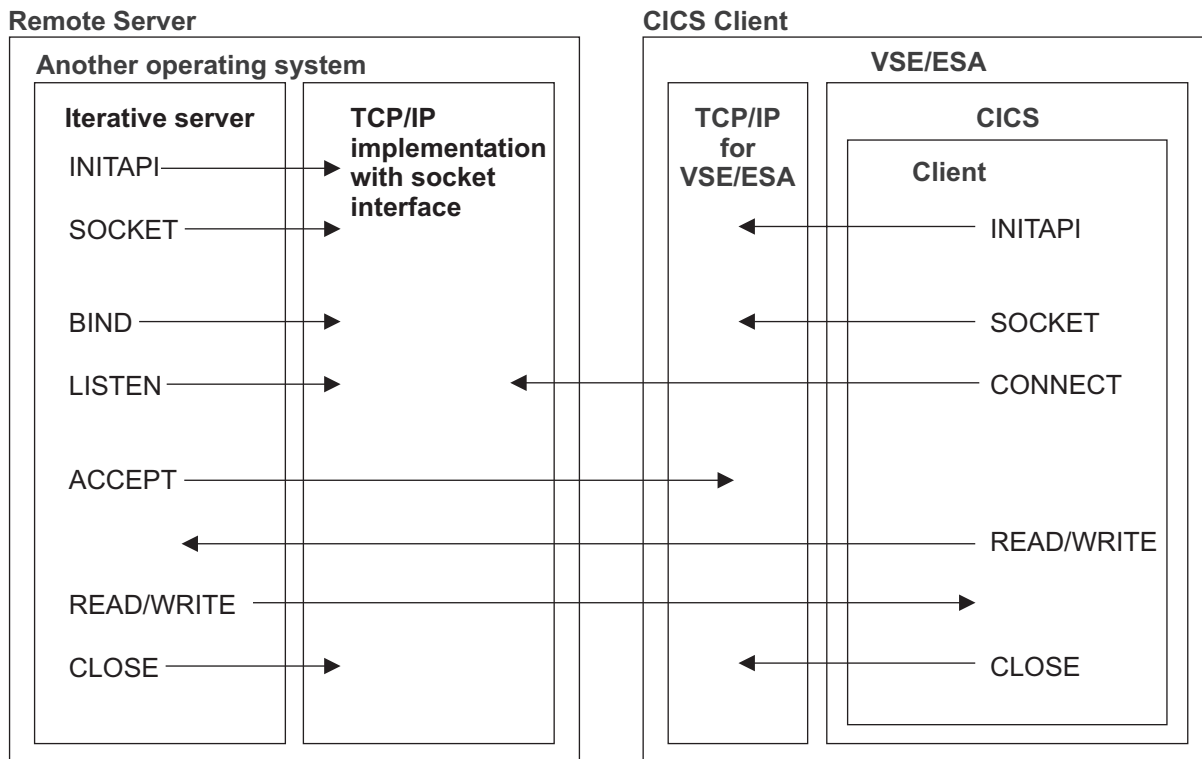 Remote Server
Another operating system
Iterative server
INITAPI
SOCKET
BIND
LISTEN
ACCEPT
READ/WRITE
CLOSE
TCP/IP
implementation
with socket
interface
CICS Client
VSE/ESA
TCP/IP
for
VSE/ESA
CICS
Client
INITAPI
SOCKET
CONNECT
READ/WRITE
CLOSE